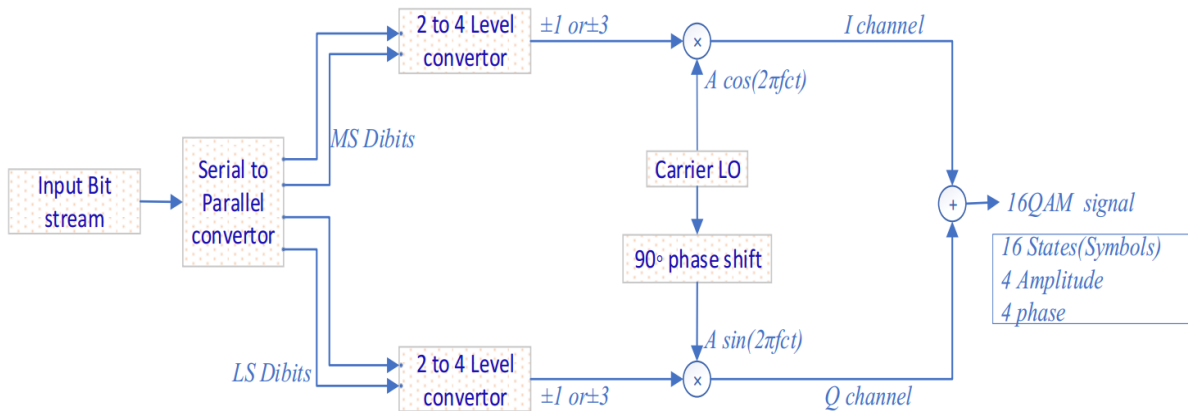 Input Bit
stream
Serial to
Parallel
convertor
MS Dibits
LS Dibits
2 to 4 Level
convertor
±1 or±3
A cos(2πfct)
I channel
Carrier LO
90◦ phase shift
A sin(2πfct)
2 to 4 Level
convertor
±1 or±3
Q channel
×
×
+
16QAM signal
16 States(Symbols)
4 Amplitude
4 phase